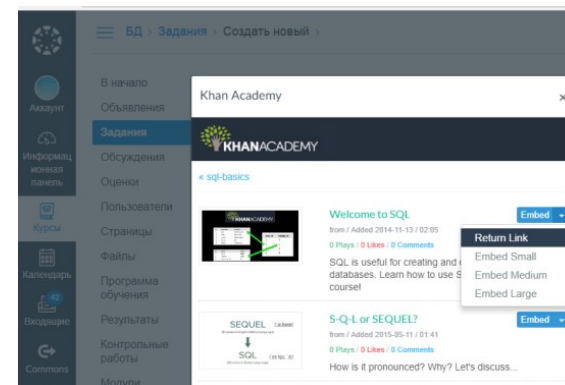 БД > Задания > Создать новый >
Аккаунт
Информац
ионная
панель
Курсы
Календарь
42
Входящие
Commons
В начало
Объявления
Задания
Обсуждения
Оценки
Пользователи
Страницы
Файлы
Программа
обучения
Результаты
Контрольные
работы
Модули
Khan Academy
×
KHANACADEMY
« sql-basics
Welcome to SQL
from / Added 2014-11-13 / 02:05
0 Plays / 0 Likes / 0 Comments
SQL is useful for creating and
databases. Learn how to use S
course!
Embed
Return Link
Embed Small
Embed Medium
Embed Large
KHANACADEMY
SEQUEL
SQL
S-Q-L or SEQUEL?
from / Added 2015-05-11 / 01:41
0 Plays / 0 Likes / 0 Comments
How is it pronounced? Why? Let's discuss...
Embed